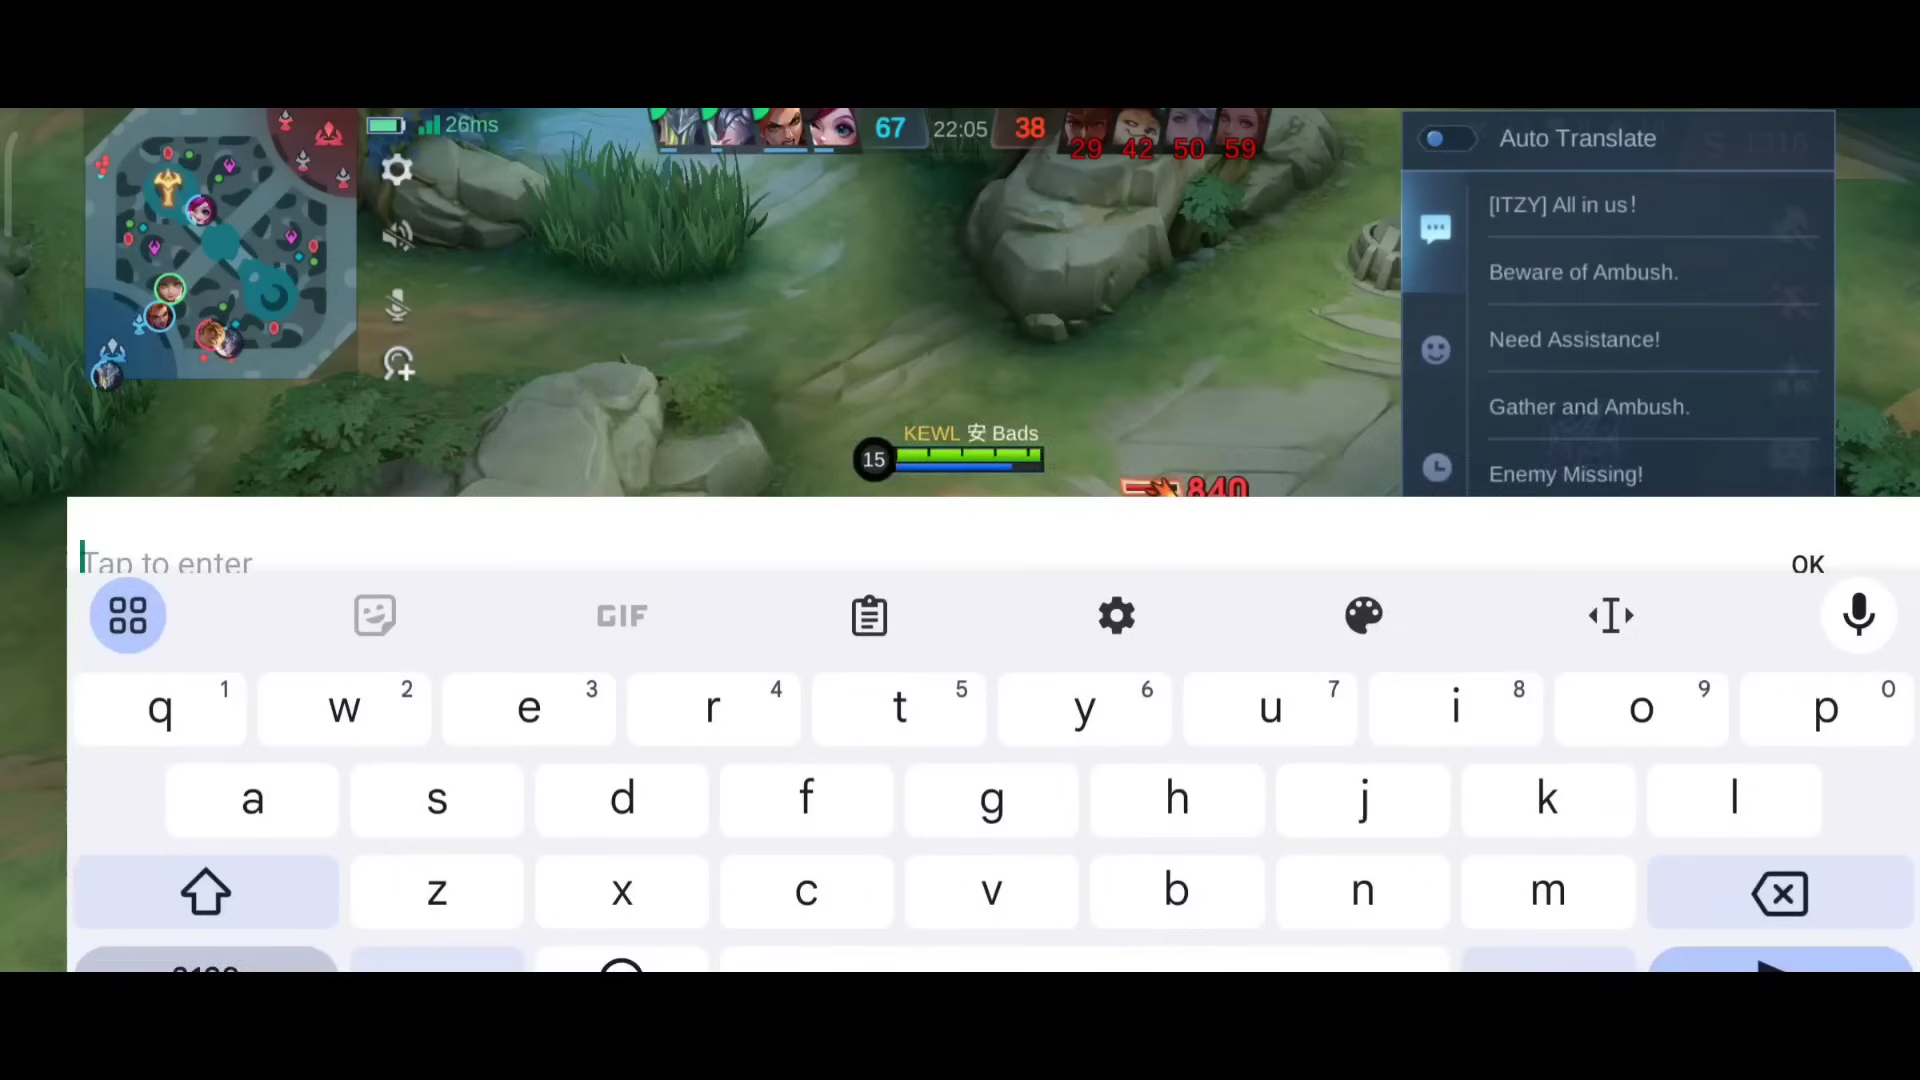 26ms
67 22:05 38
29 42 50 59
Auto Translate
[ITZY] All in us!
Beware of Ambush.
Need Assistance!
Gather and Ambush.
Enemy Missing!
KEWL 安 Bads
15
840
Tap to enter
OK
GIF
q 1 w 2 e 3 r 4 t 5 y 6 u 7 i 8 o 9 p 0
a s d f g h j k l
z x c v b n m